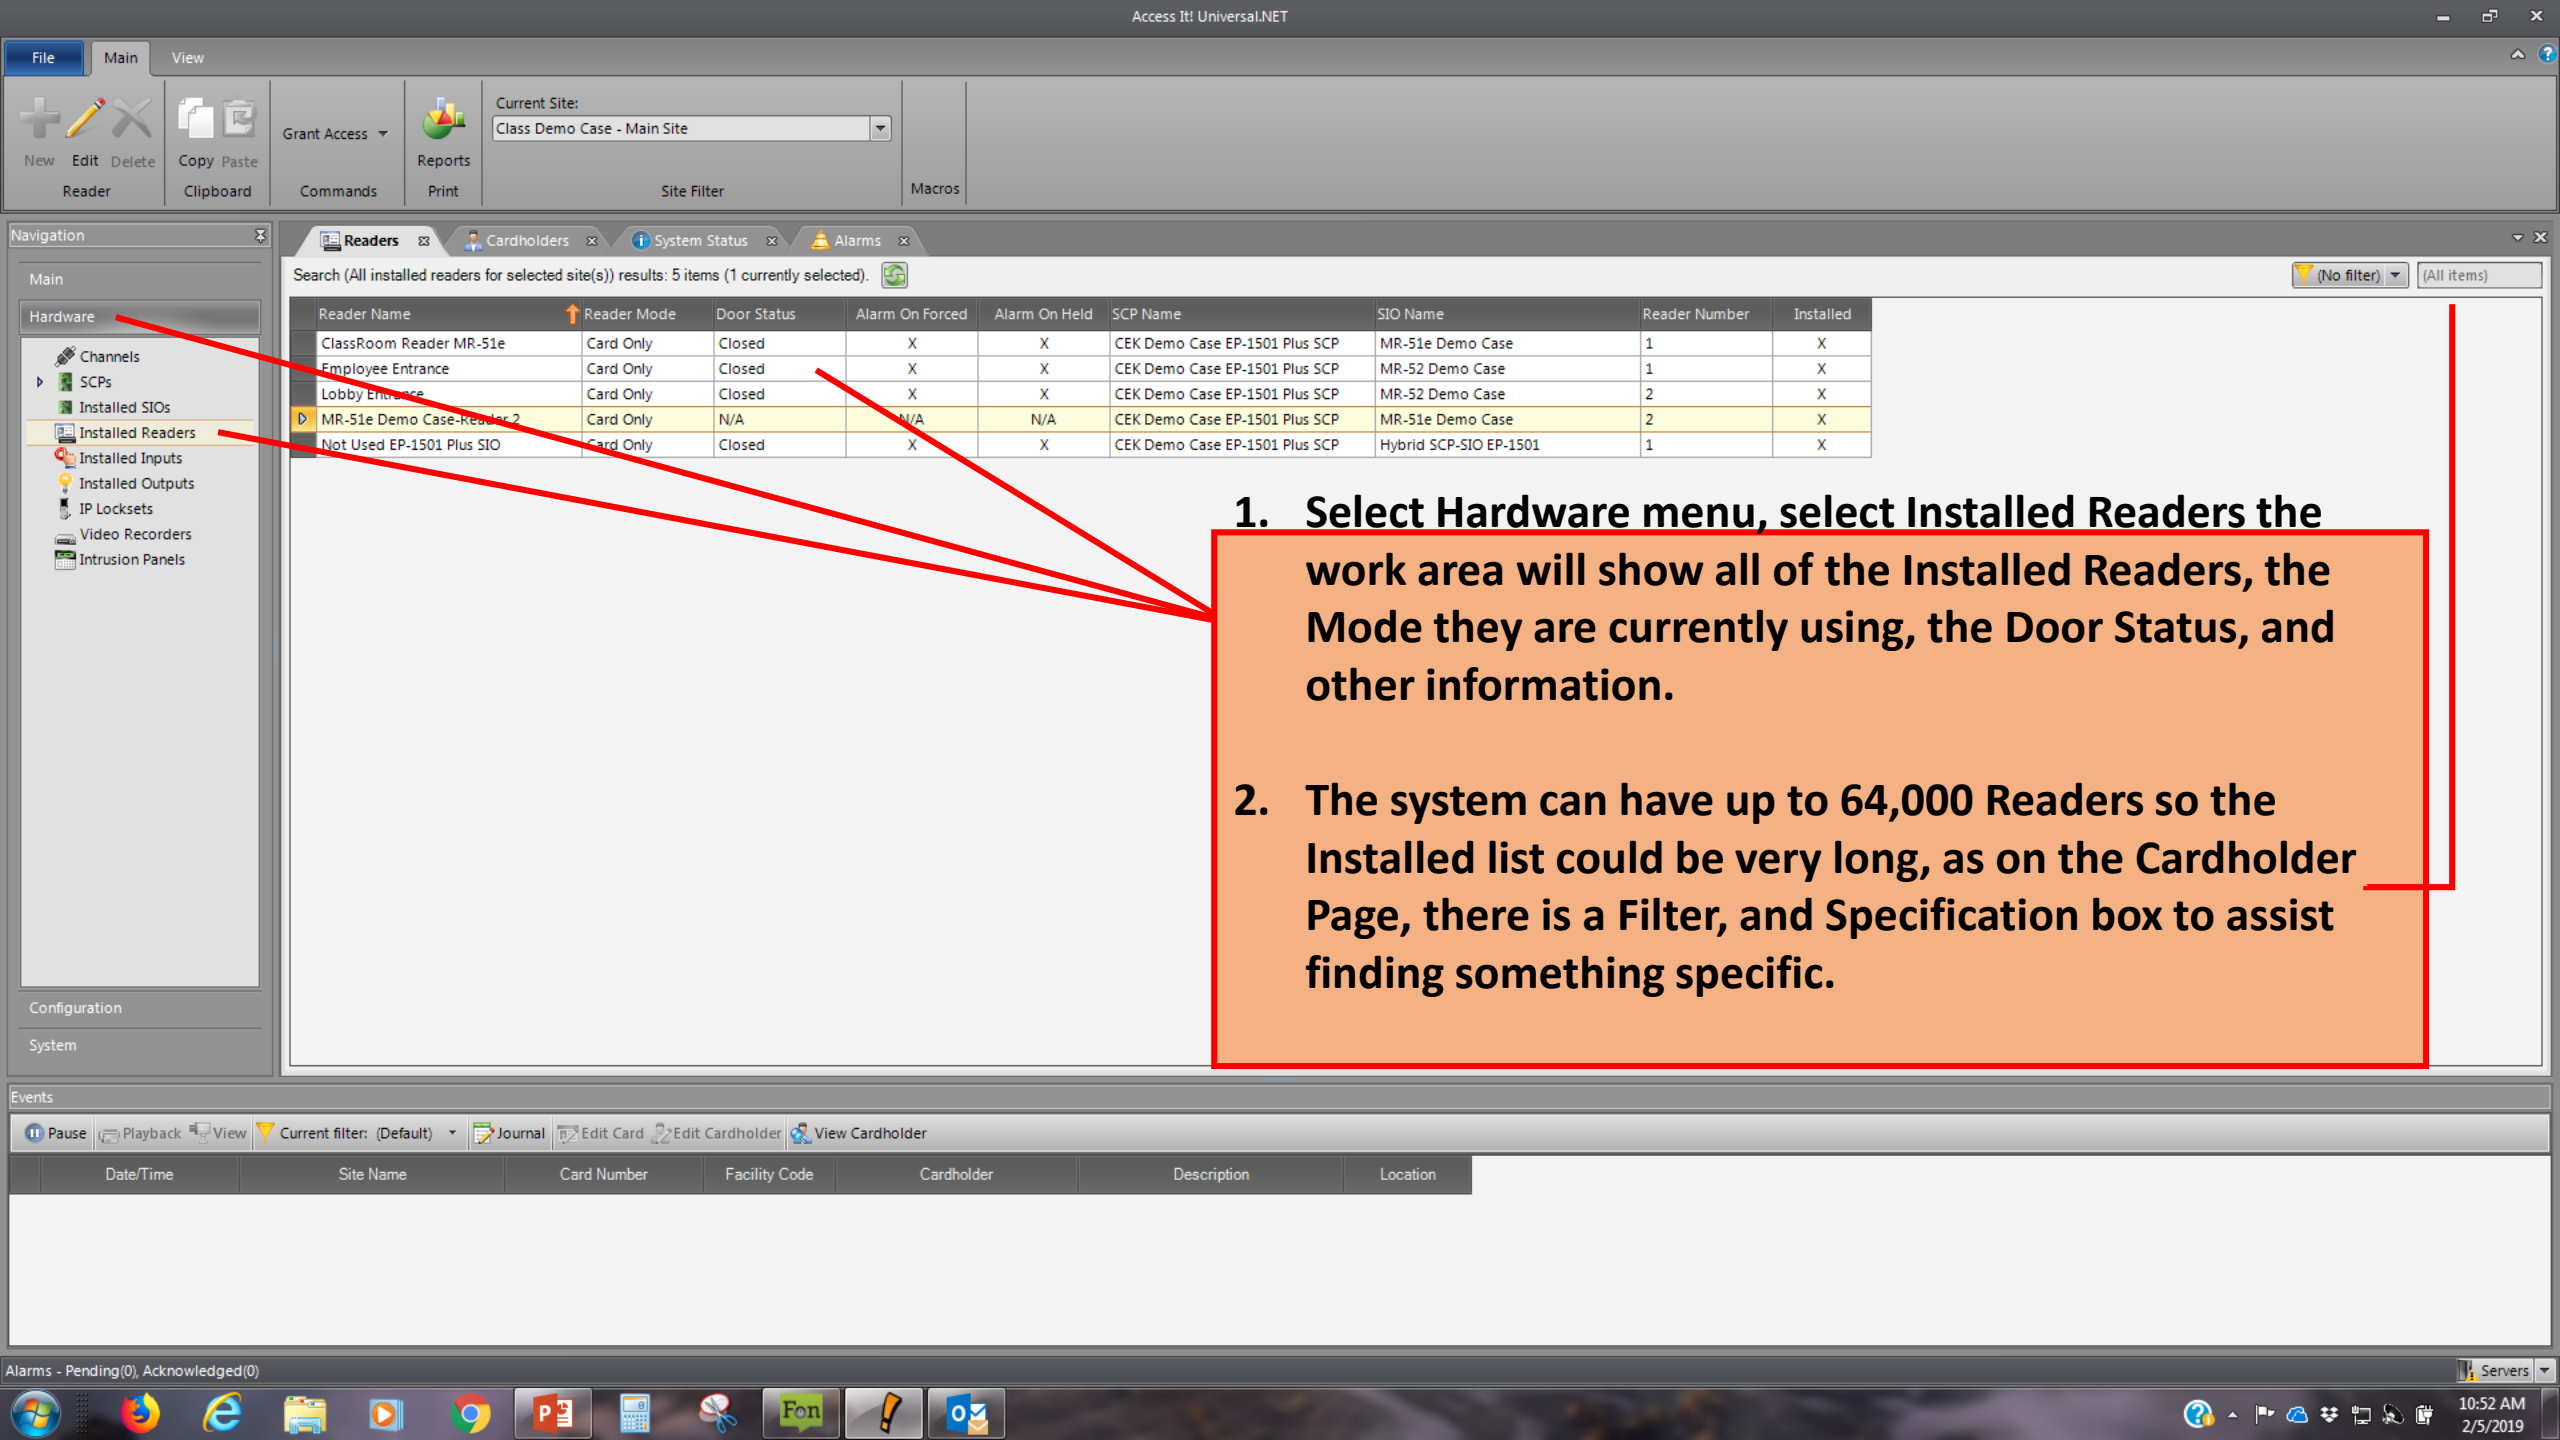 Access It! Universal.NET
File Main View
Current Site:
Class Demo Case - Main Site
Grant Access
New Edit Delete Copy Paste Reports
Reader Clipboard Commands Print Site Filter Macros
Navigation
Main
Hardware
Channels
SCPs
Installed SIOs
Installed Readers
Installed Inputs
Installed Outputs
IP Locksets
Video Recorders
Intrusion Panels
Configuration
System
Readers Cardholders System Status Alarms
Search (All installed readers for selected site(s)) results: 5 items (1 currently selected). (No filter) (All items)
Reader Name Reader Mode Door Status Alarm On Forced Alarm On Held SCP Name SIO Name Reader Number Installed
ClassRoom Reader MR-51e Card Only Closed X X CEK Demo Case EP-1501 Plus SCP MR-51e Demo Case 1 X
Employee Entrance Card Only Closed X X CEK Demo Case EP-1501 Plus SCP MR-52 Demo Case 1 X
Lobby Entrance Card Only Closed X X CEK Demo Case EP-1501 Plus SCP MR-52 Demo Case 2 X
MR-51e Demo Case-Reader 2 Card Only N/A N/A N/A CEK Demo Case EP-1501 Plus SCP MR-51e Demo Case 2 X
Not Used EP-1501 Plus SIO Card Only Closed X X CEK Demo Case EP-1501 Plus SCP Hybrid SCP-SIO EP-1501 1 X
1. Select Hardware menu, select Installed Readers the
work area will show all of the Installed Readers, the
Mode they are currently using, the Door Status, and
other information.
2. The system can have up to 64,000 Readers so the
Installed list could be very long, as on the Cardholder
Page, there is a Filter, and Specification box to assist
finding something specific.
Events
Pause Playback View Current filter: (Default) Journal Edit Card Edit Cardholder View Cardholder
Date/Time Site Name Card Number Facility Code Cardholder Description Location
Alarms - Pending(0), Acknowledged(0) Servers
Fon
10:52 AM
2/5/2019